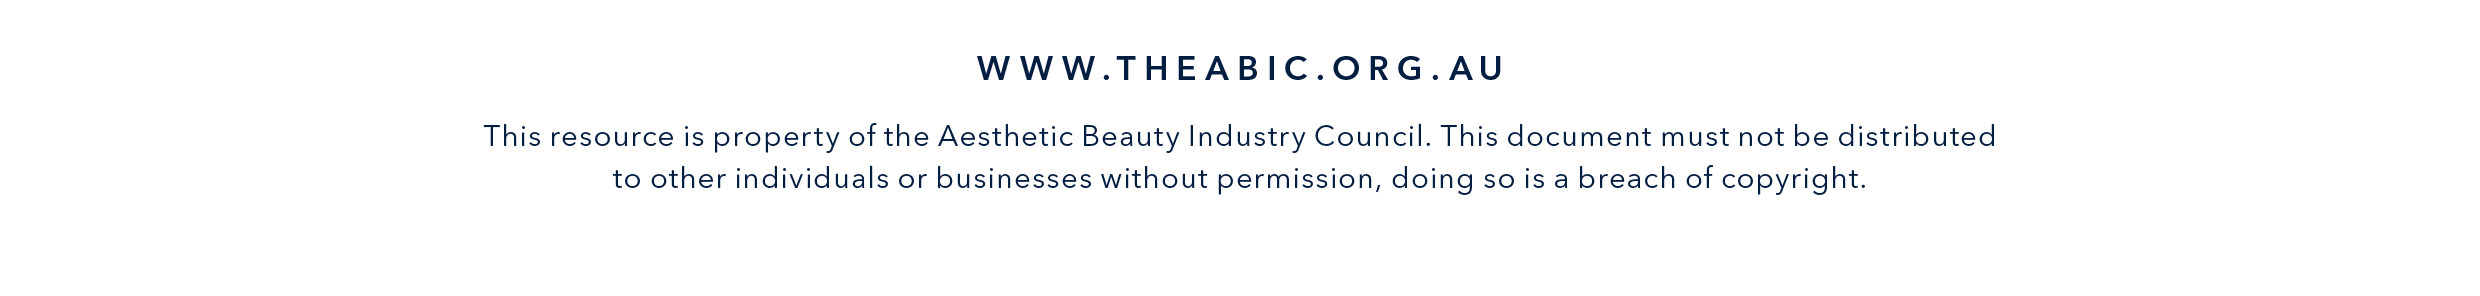 WWW.THEABIC.ORG.AU
This resource is property of the Aesthetic Beauty Industry Council. This document must not be distributed
to other individuals or businesses without permission, doing so is a breach of copyright.